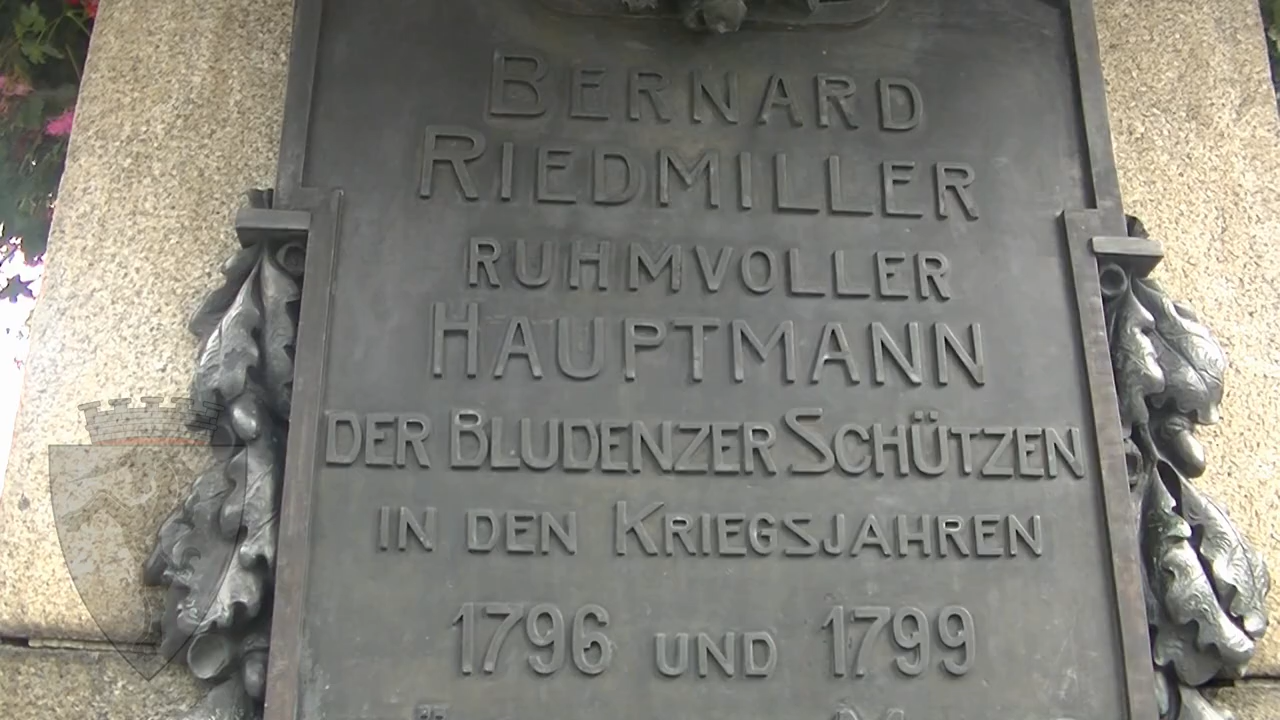 BERNARD
RIEDMILLER
RUHMVOLLER
HAUPTMANN
DER BLUDENZER SCHÜTZEN
IN DEN KRIEGSJAHREN
1796 UND 1799